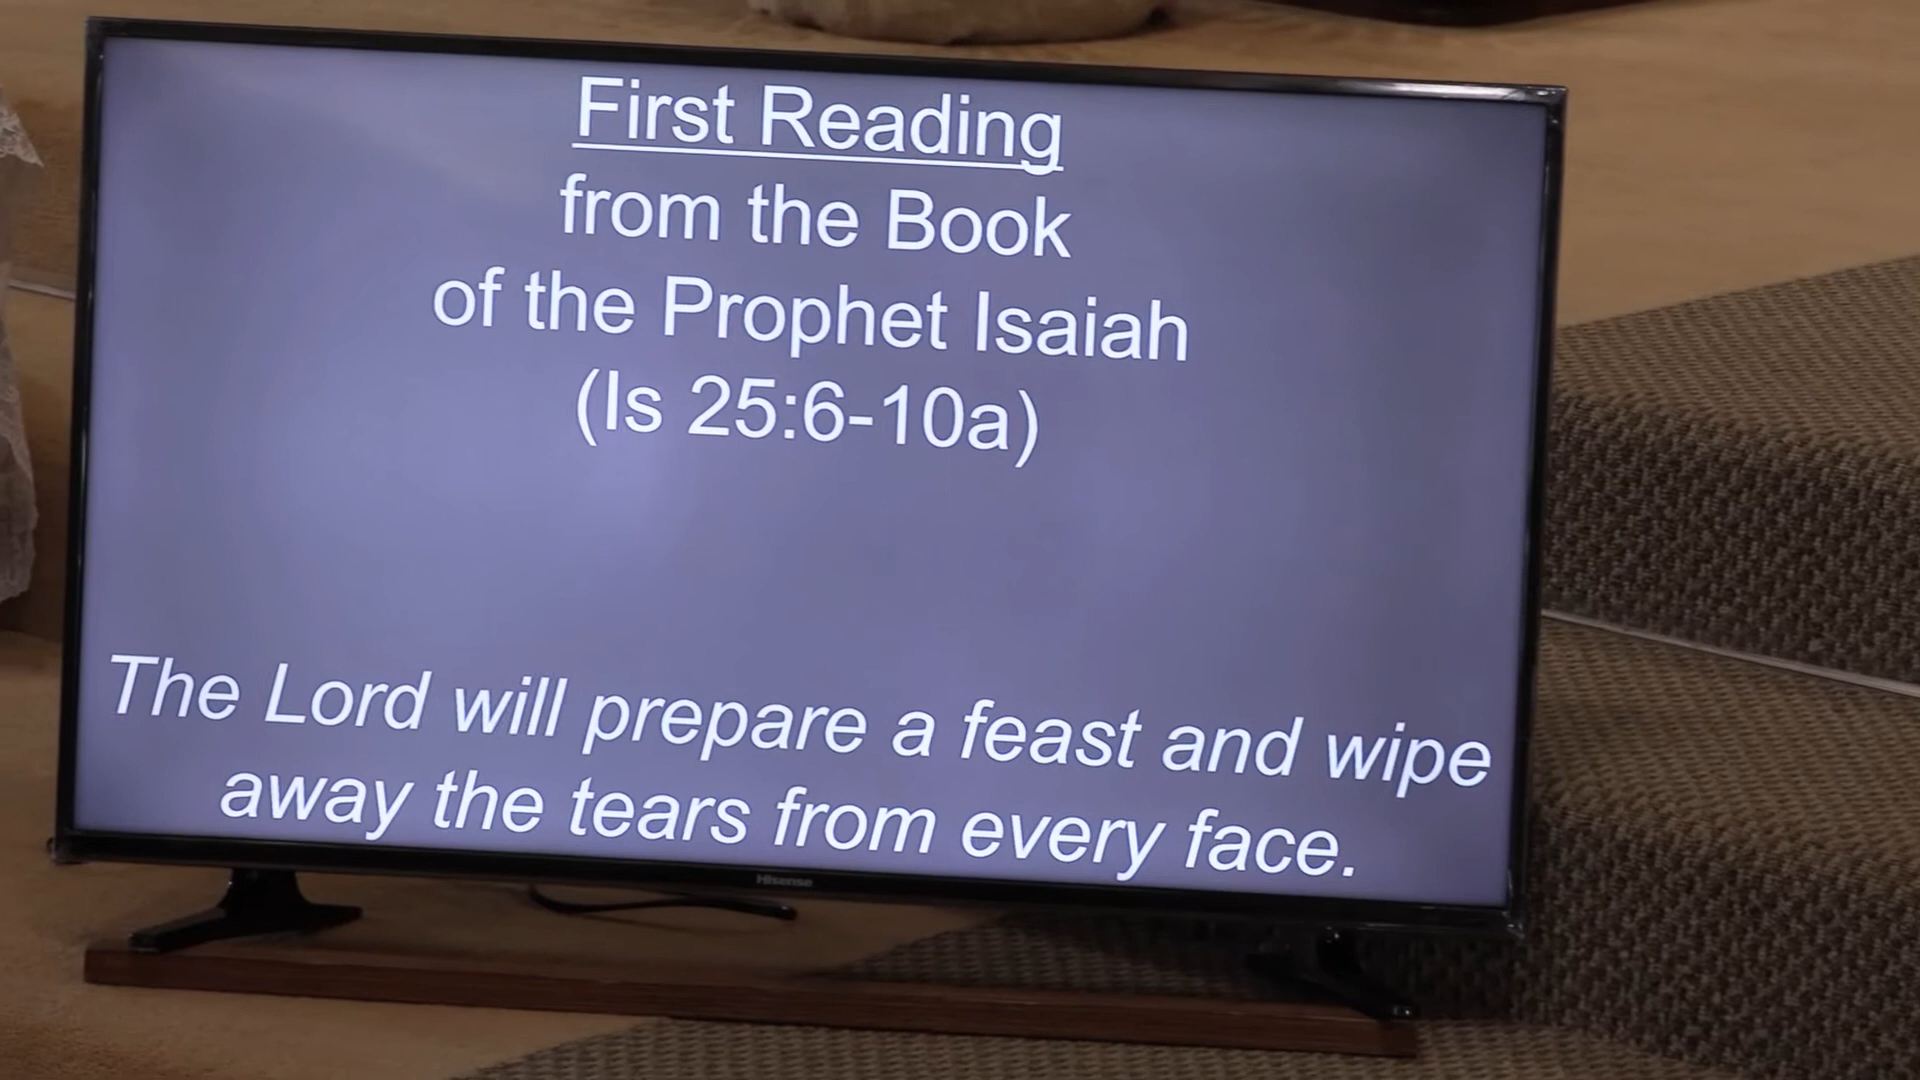 First Reading
from the Book
of the Prophet Isaiah
(Is 25:6-10a)
The Lord will prepare a feast and wipe
away the tears from every face.
Hisense